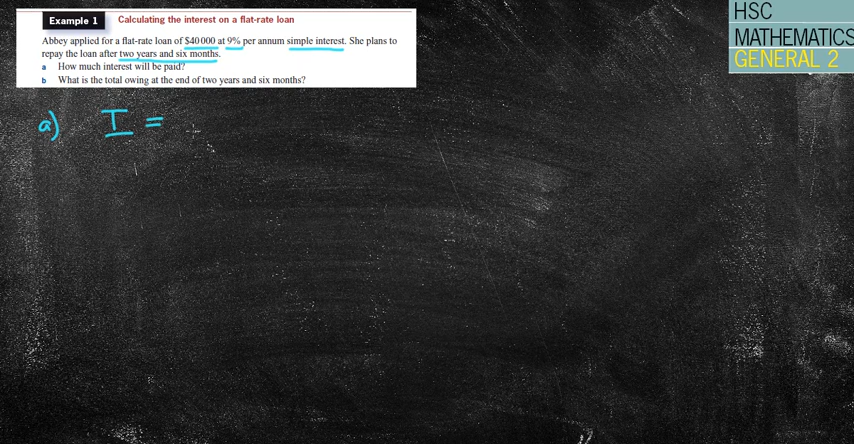 Example 1 Calculating the interest on a flat-rate loan
Abbey applied for a flat-rate loan of $40 000 at 9% per annum simple interest. She plans to
repay the loan after two years and six months.
a How much interest will be paid?
b What is the total owing at the end of two years and six months?
HSC
MATHEMATICS
GENERAL 2
a) I =